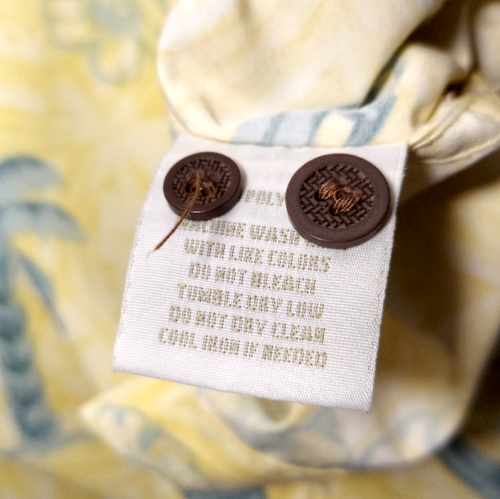 POLY
MACHINE WASH
WITH LIKE COLORS
DO NOT BLEACH
TUMBLE DRY LOW
DO NOT DRY CLEAN
COOL IRON IF NEEDED